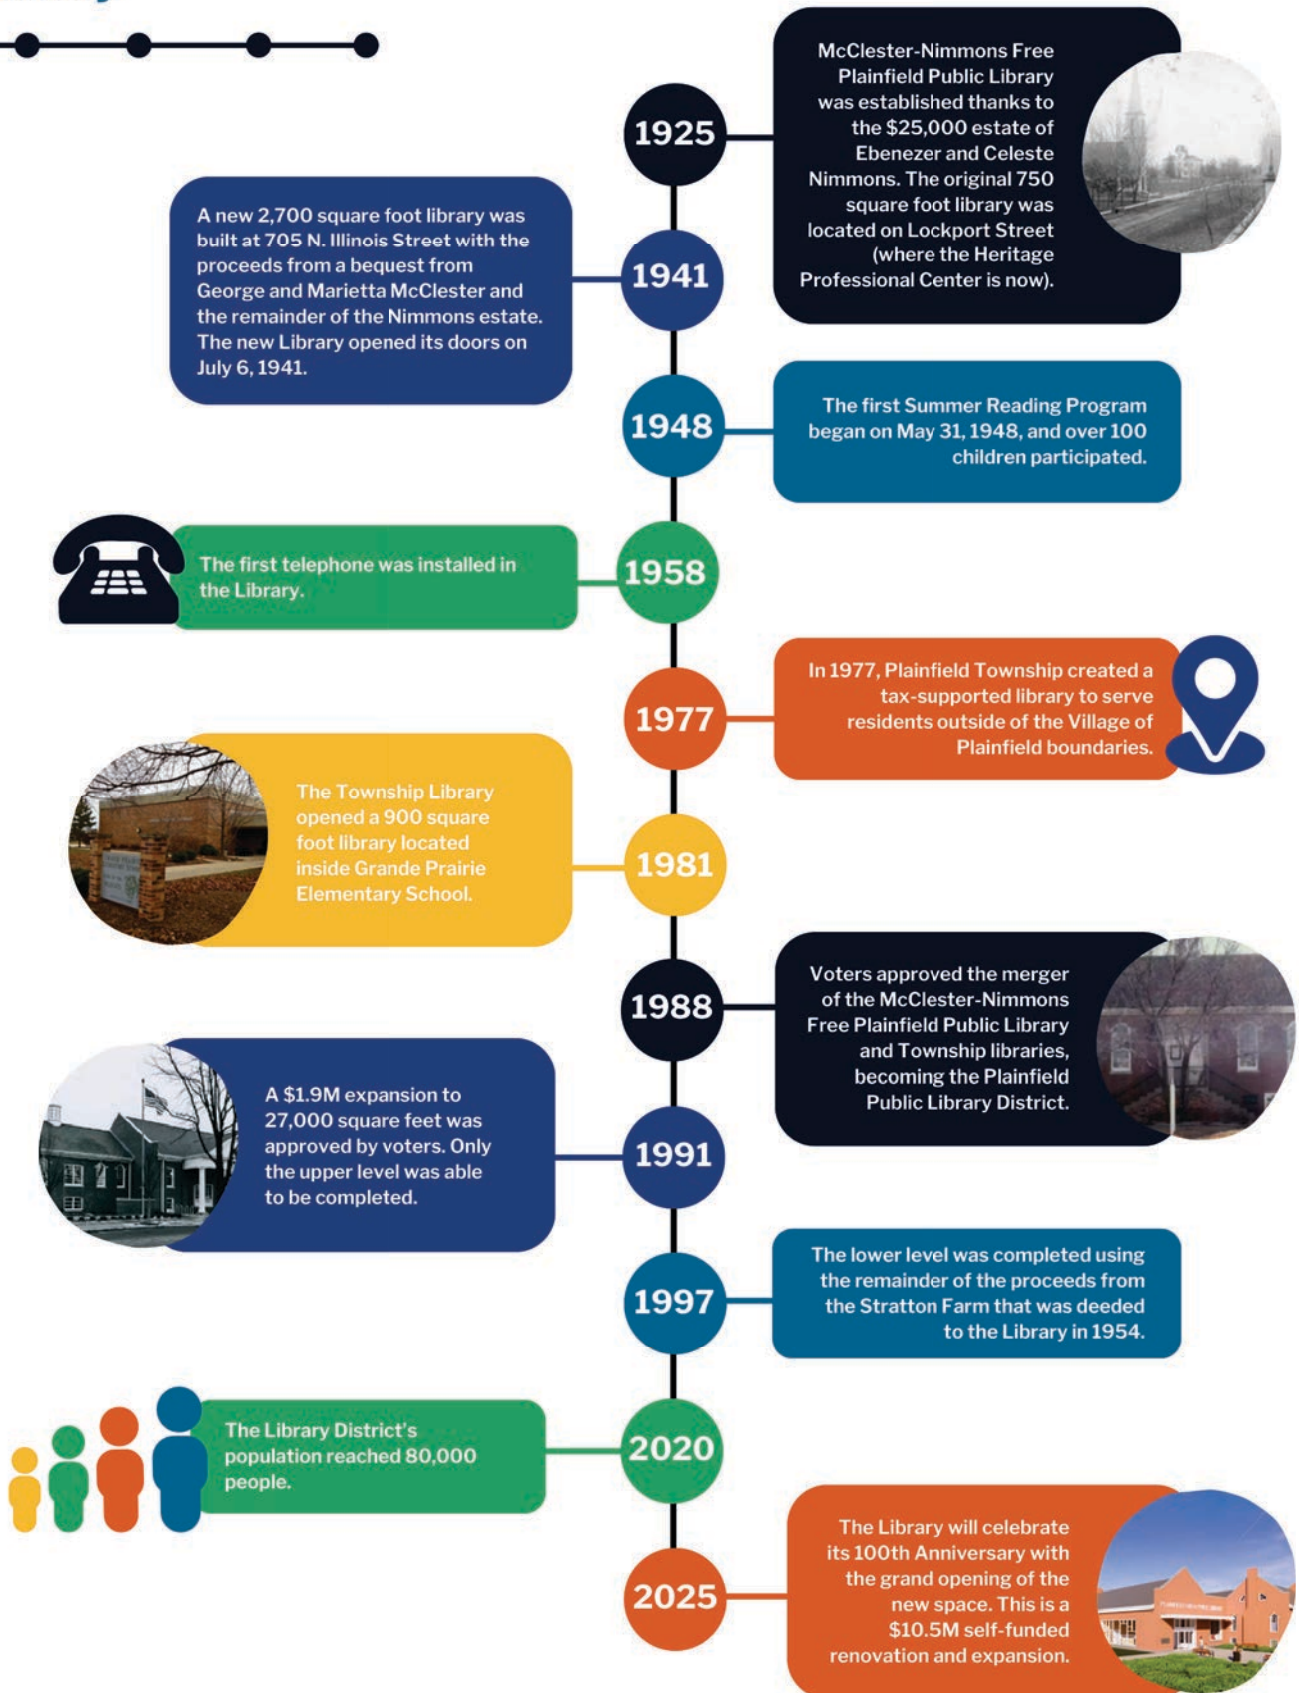 1925
McClester-Nimmons Free
Plainfield Public Library
was established thanks to
the $25,000 estate of
Ebenezer and Celeste
Nimmons. The original 750
square foot library was
located on Lockport Street
(where the Heritage
Professional Center is now).
1941
A new 2,700 square foot library was
built at 705 N. Illinois Street with the
proceeds from a bequest from
George and Marietta McClester and
the remainder of the Nimmons estate.
The new Library opened its doors on
July 6, 1941.
1948
The first Summer Reading Program
began on May 31, 1948, and over 100
children participated.
1958
The first telephone was installed in
the Library.
1977
In 1977, Plainfield Township created a
tax-supported library to serve
residents outside of the Village of
Plainfield boundaries.
1981
The Township Library
opened a 900 square
foot library located
inside Grande Prairie
Elementary School.
1988
Voters approved the merger
of the McClester-Nimmons
Free Plainfield Public Library
and Township libraries,
becoming the Plainfield
Public Library District.
1991
A $1.9M expansion to
27,000 square feet was
approved by voters. Only
the upper level was able
to be completed.
1997
The lower level was completed using
the remainder of the proceeds from
the Stratton Farm that was deeded
to the Library in 1954.
2020
The Library District's
population reached 80,000
people.
2025
The Library will celebrate
its 100th Anniversary with
the grand opening of the
new space. This is a
$10.5M self-funded
renovation and expansion.